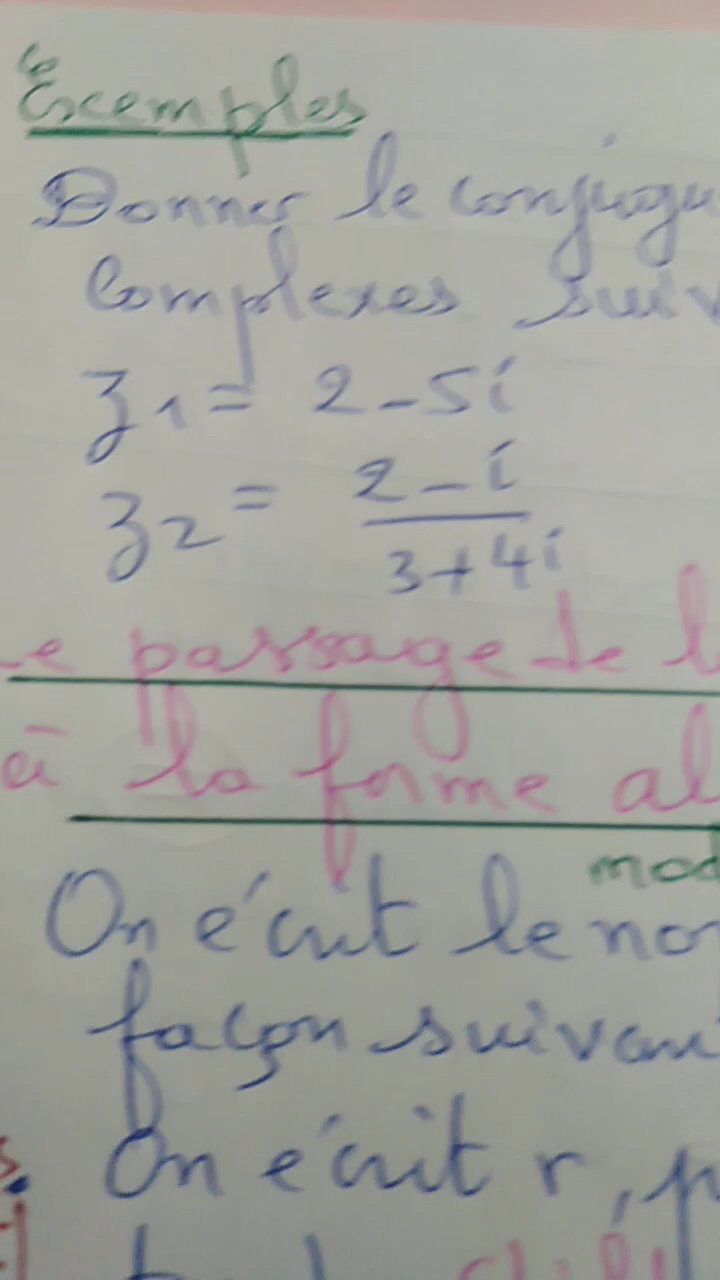 Exemples
Donner le conjugu
Complexes suiv
z1 = 2-5i
z2 = 2-i / 3+4i
Le passage de l
à la forme al
mod
On écrit le no
façon suivan
On écrit r, p